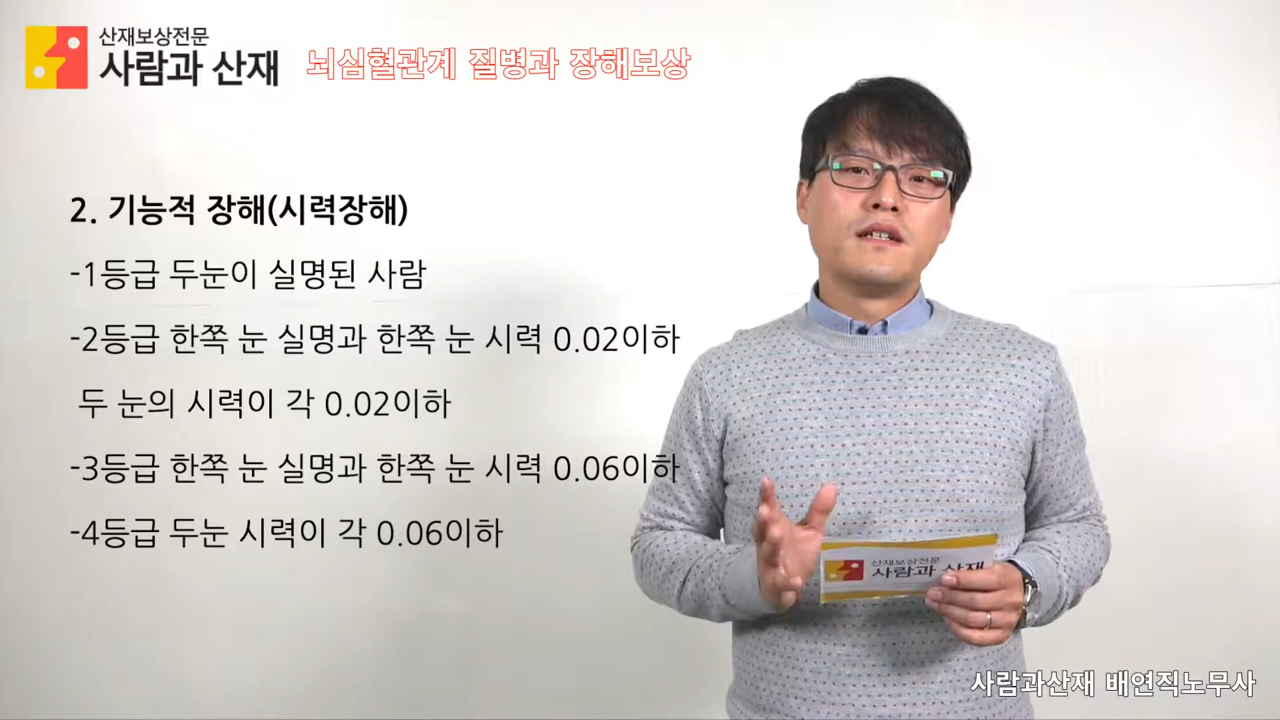 산재보상전문
사람과 산재
뇌심혈관계 질병과 장해보상
2. 기능적 장해(시력장해)
-1등급 두눈이 실명된 사람
-2등급 한쪽 눈 실명과 한쪽 눈 시력 0.02이하
두 눈의 시력이 각 0.02이하
-3등급 한쪽 눈 실명과 한쪽 눈 시력 0.06이하
-4등급 두눈 시력이 각 0.06이하
산재보상전문
사람과 산재
사람과산재 배연직노무사